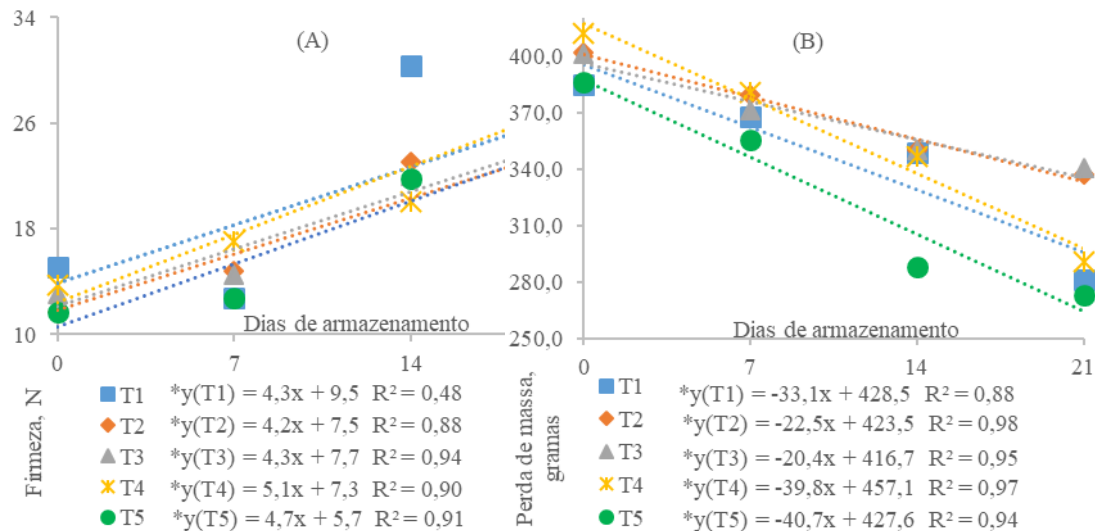 (A)
34
26
18
10
0
7
14
Dias de armazenamento
Firmeza, N
T1 *y(T1) = 4,3x + 9,5 R² = 0,48
T2 *y(T2) = 4,2x + 7,5 R² = 0,88
T3 *y(T3) = 4,3x + 7,7 R² = 0,94
T4 *y(T4) = 5,1x + 7,3 R² = 0,90
T5 *y(T5) = 4,7x + 5,7 R² = 0,91
(B)
400,0
370,0
340,0
310,0
280,0
250,0
Dias de armazenamento
0
7
14
21
Perda de massa,
gramas
T1 *y(T1) = -33,1x + 428,5 R² = 0,88
T2 *y(T2) = -22,5x + 423,5 R² = 0,98
T3 *y(T3) = -20,4x + 416,7 R² = 0,95
T4 *y(T4) = -39,8x + 457,1 R² = 0,97
T5 *y(T5) = -40,7x + 427,6 R² = 0,94